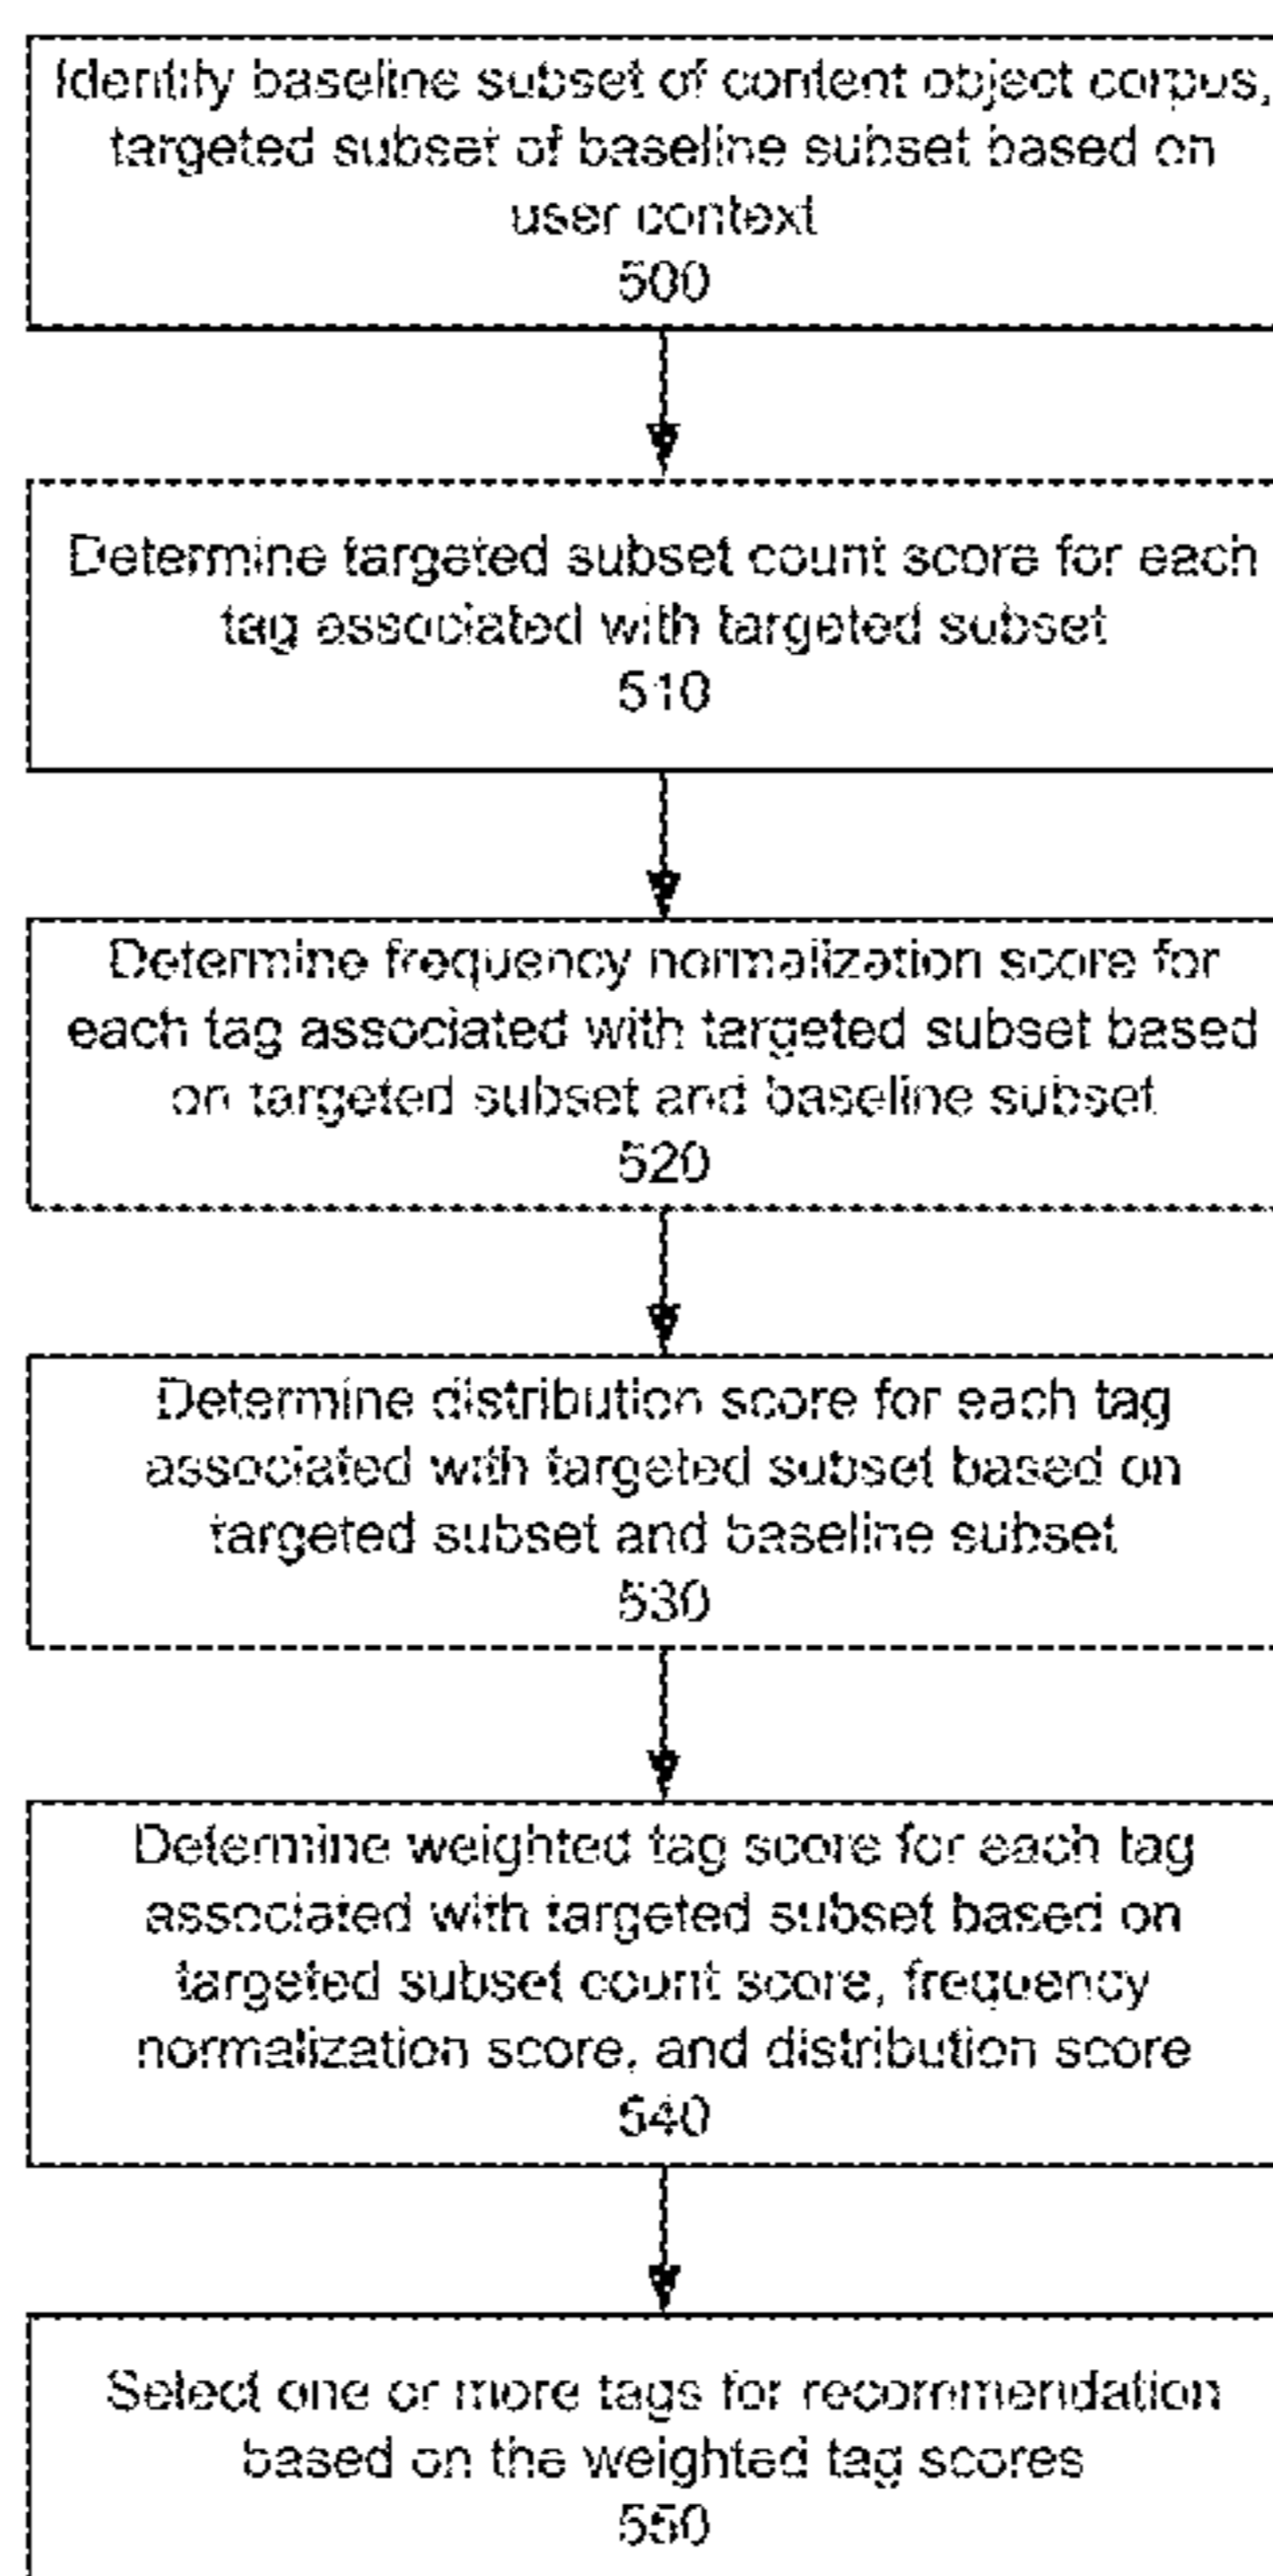 Identify baseline subset of content object corpus,
targeted subset of baseline subset based on
user context
500
Determine targeted subset count score for each
tag associated with targeted subset
510
Determine frequency normalization score for
each tag associated with targeted subset based
on targeted subset and baseline subset
520
Determine distribution score for each tag
associated with targeted subset based on
targeted subset and baseline subset
530
Determine weighted tag score for each tag
associated with targeted subset based on
targeted subset count score, frequency
normalization score, and distribution score
540
Select one or more tags for recommendation
based on the weighted tag scores
550